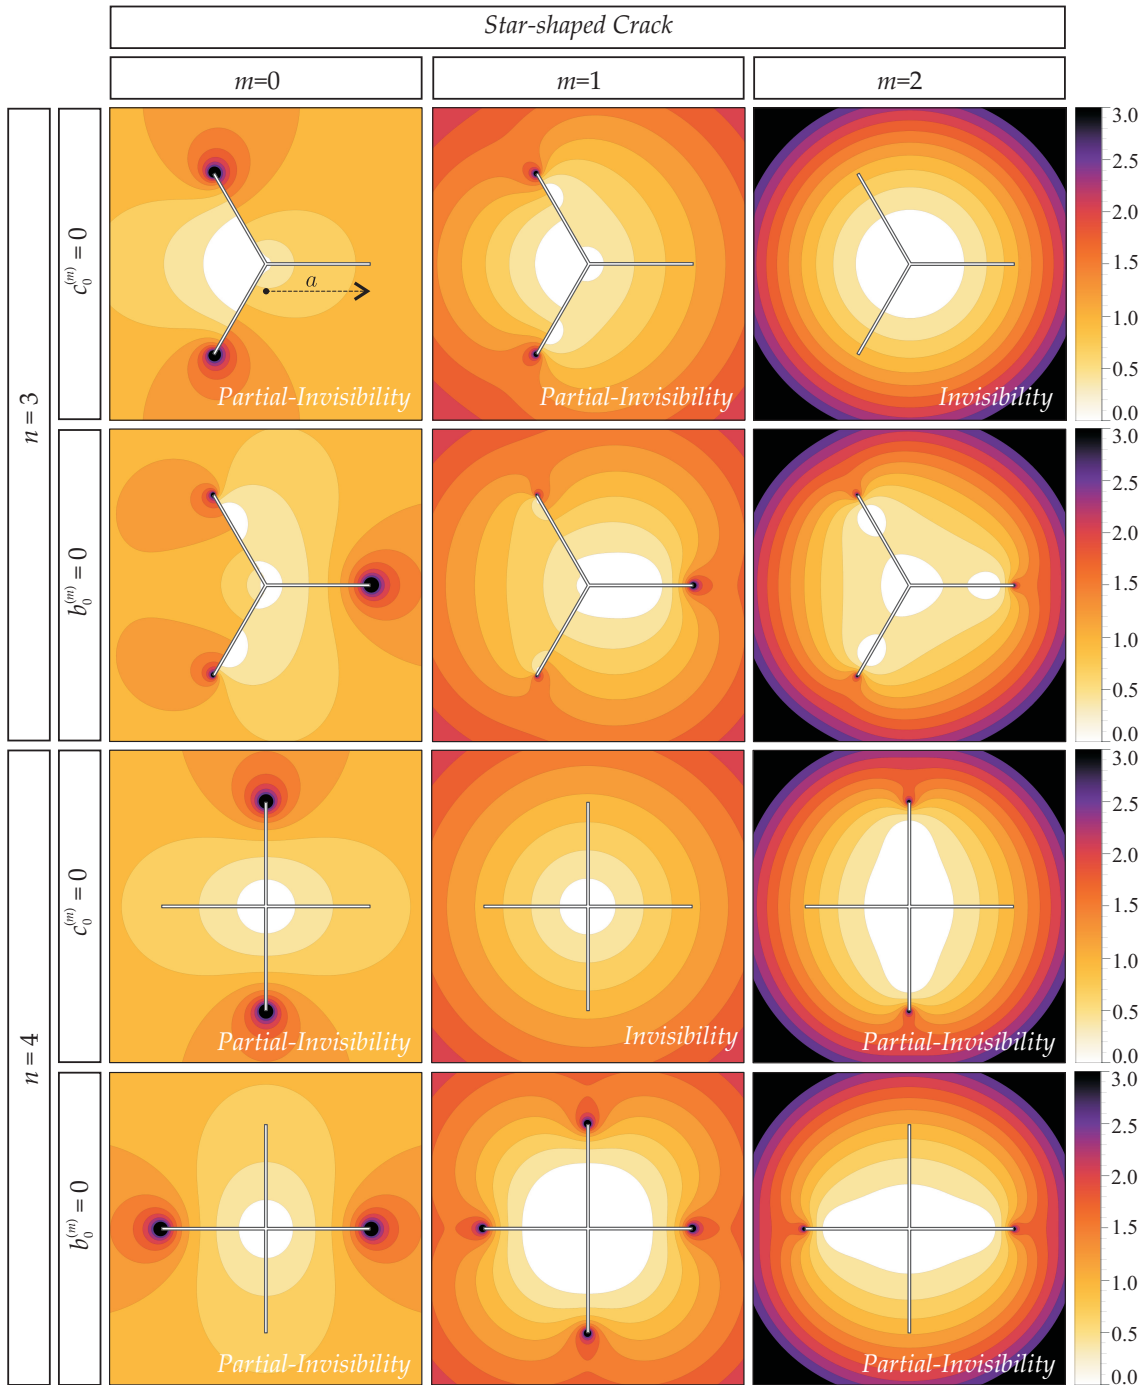 Star-shaped Crack
m=0
m=1
m=2
n = 3
c₀⁽ᵐ⁾ = 0
a
Partial-Invisibility
Partial-Invisibility
Invisibility
3.0
2.5
2.0
1.5
1.0
0.5
0.0
b₀⁽ᵐ⁾ = 0
3.0
2.5
2.0
1.5
1.0
0.5
0.0
n = 4
c₀⁽ᵐ⁾ = 0
Partial-Invisibility
Invisibility
Partial-Invisibility
3.0
2.5
2.0
1.5
1.0
0.5
0.0
b₀⁽ᵐ⁾ = 0
Partial-Invisibility
Partial-Invisibility
3.0
2.5
2.0
1.5
1.0
0.5
0.0